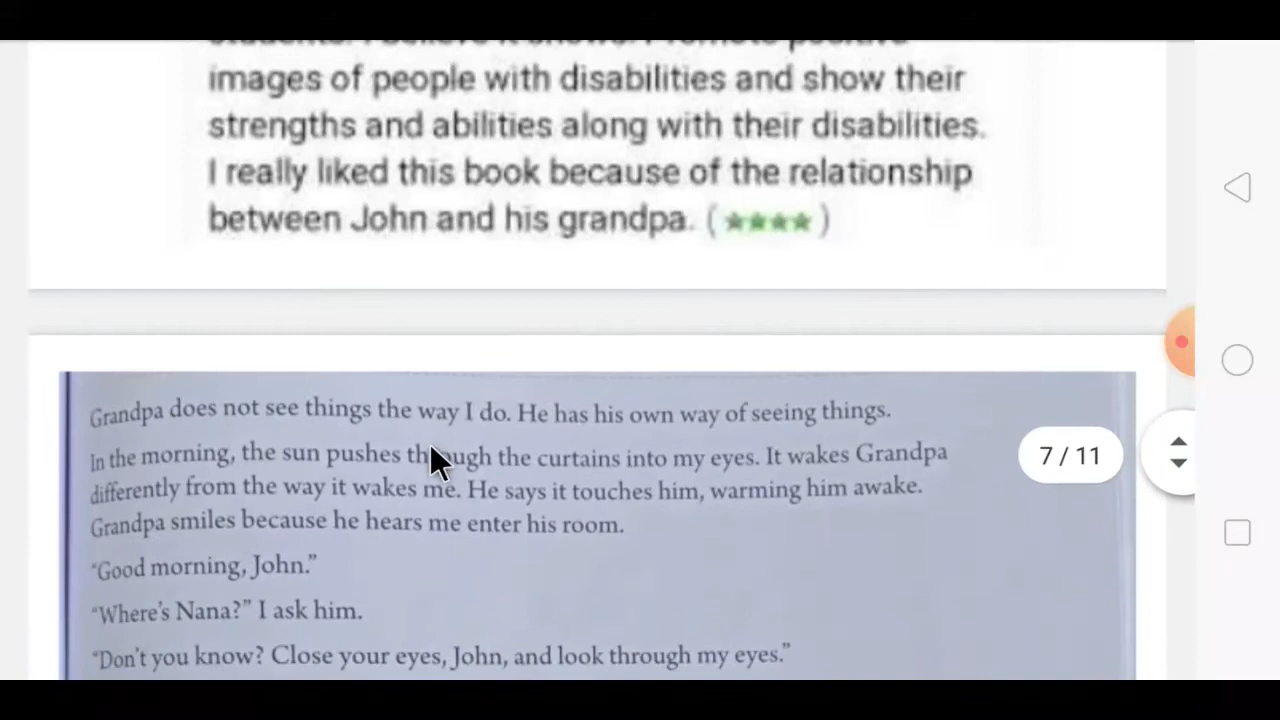 images of people with disabilities and show their
strengths and abilities along with their disabilities.
I really liked this book because of the relationship
between John and his grandpa. (★★★★)
Grandpa does not see things the way I do. He has his own way of seeing things.
In the morning, the sun pushes through the curtains into my eyes. It wakes Grandpa
differently from the way it wakes me. He says it touches him, warming him awake.
Grandpa smiles because he hears me enter his room.
"Good morning, John."
"Where's Nana?" I ask him.
"Don't you know? Close your eyes, John, and look through my eyes."
7 / 11